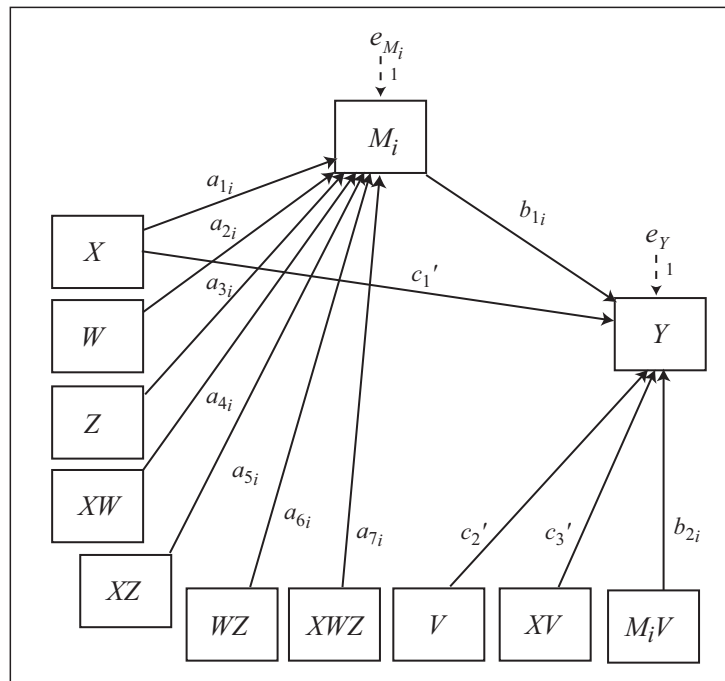 e_{M_i}
1
M_i
a_{1i}
a_{2i}
b_{1i}
X
e_Y
a_{3i}
c_1′
1
W
Y
Z
a_{4i}
XW
a_{5i}
a_{6i}
a_{7i}
c_2′
c_3′
b_{2i}
XZ
WZ
XWZ
V
XV
M_iV